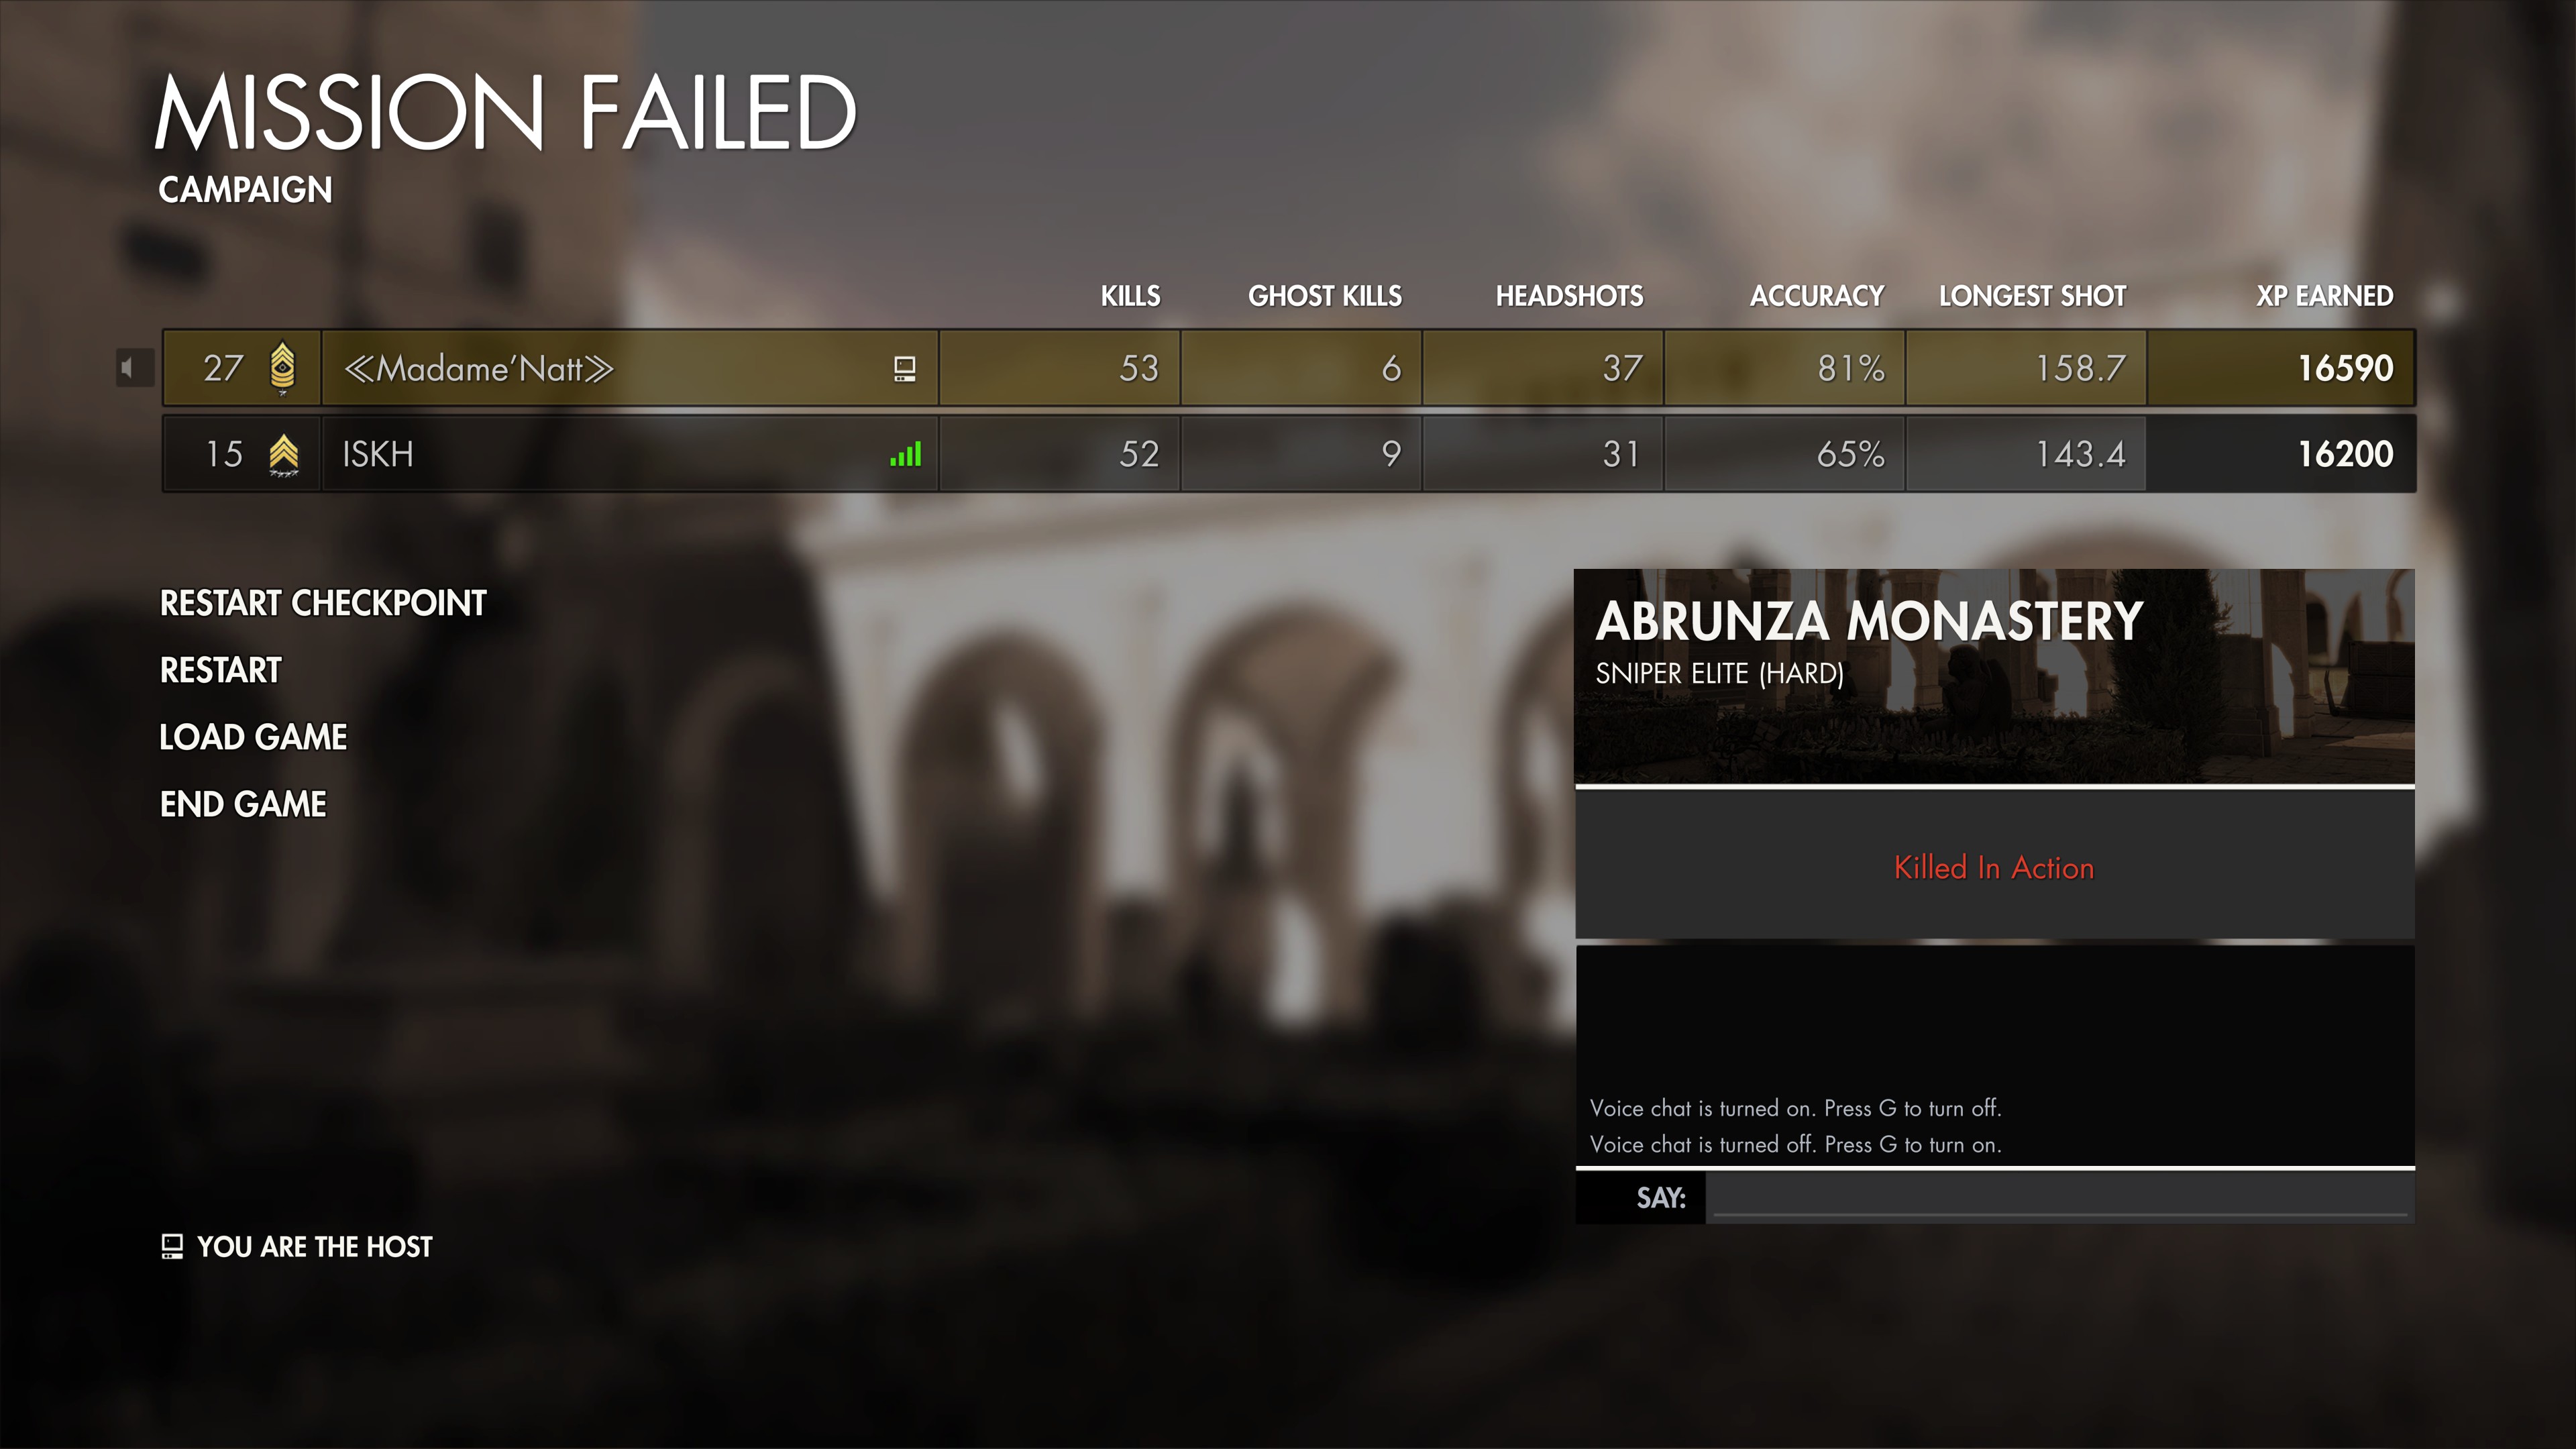 MISSION FAILED
CAMPAIGN
KILLS GHOST KILLS HEADSHOTS ACCURACY LONGEST SHOT XP EARNED
27 ≪Madame'Natt≫ 53 6 37 81% 158.7 16590
15 ISKH 52 9 31 65% 143.4 16200
RESTART CHECKPOINT
RESTART
LOAD GAME
END GAME
ABRUNZA MONASTERY
SNIPER ELITE (HARD)
Killed In Action
Voice chat is turned on. Press G to turn off.
Voice chat is turned off. Press G to turn on.
SAY:
YOU ARE THE HOST